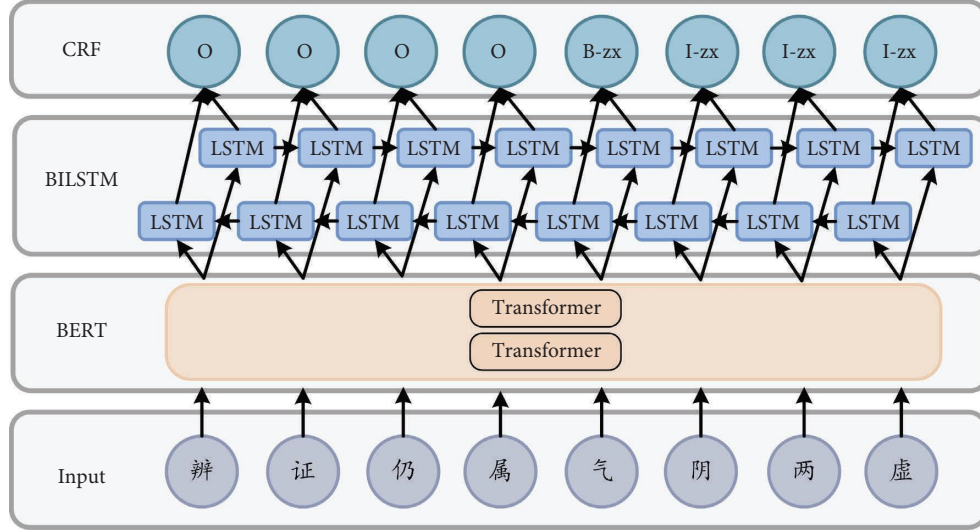 CRF O O O O B-zx I-zx I-zx I-zx
LSTM LSTM LSTM LSTM LSTM LSTM LSTM LSTM
BILSTM
LSTM LSTM LSTM LSTM LSTM LSTM LSTM LSTM
Transformer
BERT
Transformer
Input 辨 证 仍 属 气 阴 两 虚